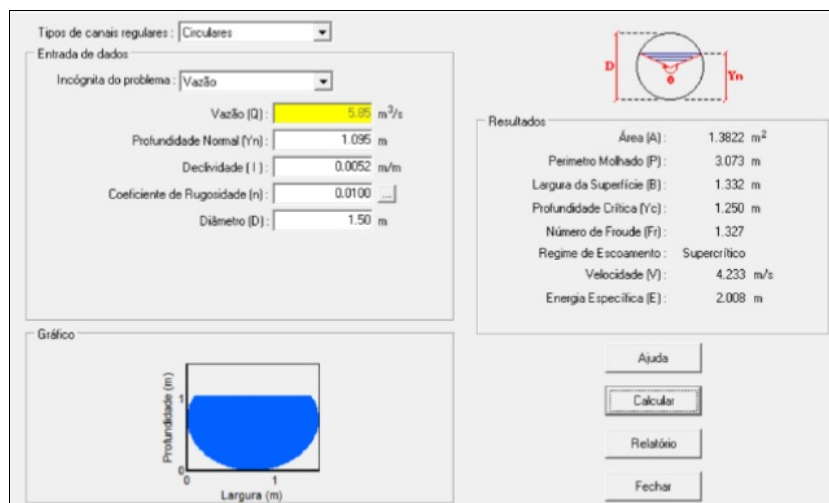 Tipos de canais regulares : Circulares
Entrada de dados
Incógnita do problema : Vazão
Vazão (Q) : 5.85 m³/s
Profundidade Normal (Yn) : 1.095 m
Declividade ( I ) : 0.0052 m/m
Coeficiente de Rugosidade (n) : 0.0100 ...
Diâmetro (D) : 1.50 m
D
θ
Yn
Resultados
Área (A) : 1.3822 m²
Perimetro Molhado (P) : 3.073 m
Largura da Superfície (B) : 1.332 m
Profundidade Crítica (Yc) : 1.250 m
Número de Froude (Fr) : 1.327
Regime de Escoamento : Supercrítico
Velocidade (V) : 4.233 m/s
Energia Específica (E) : 2.008 m
Gráfico
Profundidade (m)
1
0
0 1
Largura (m)
Ajuda
Calcular
Relatório
Fechar